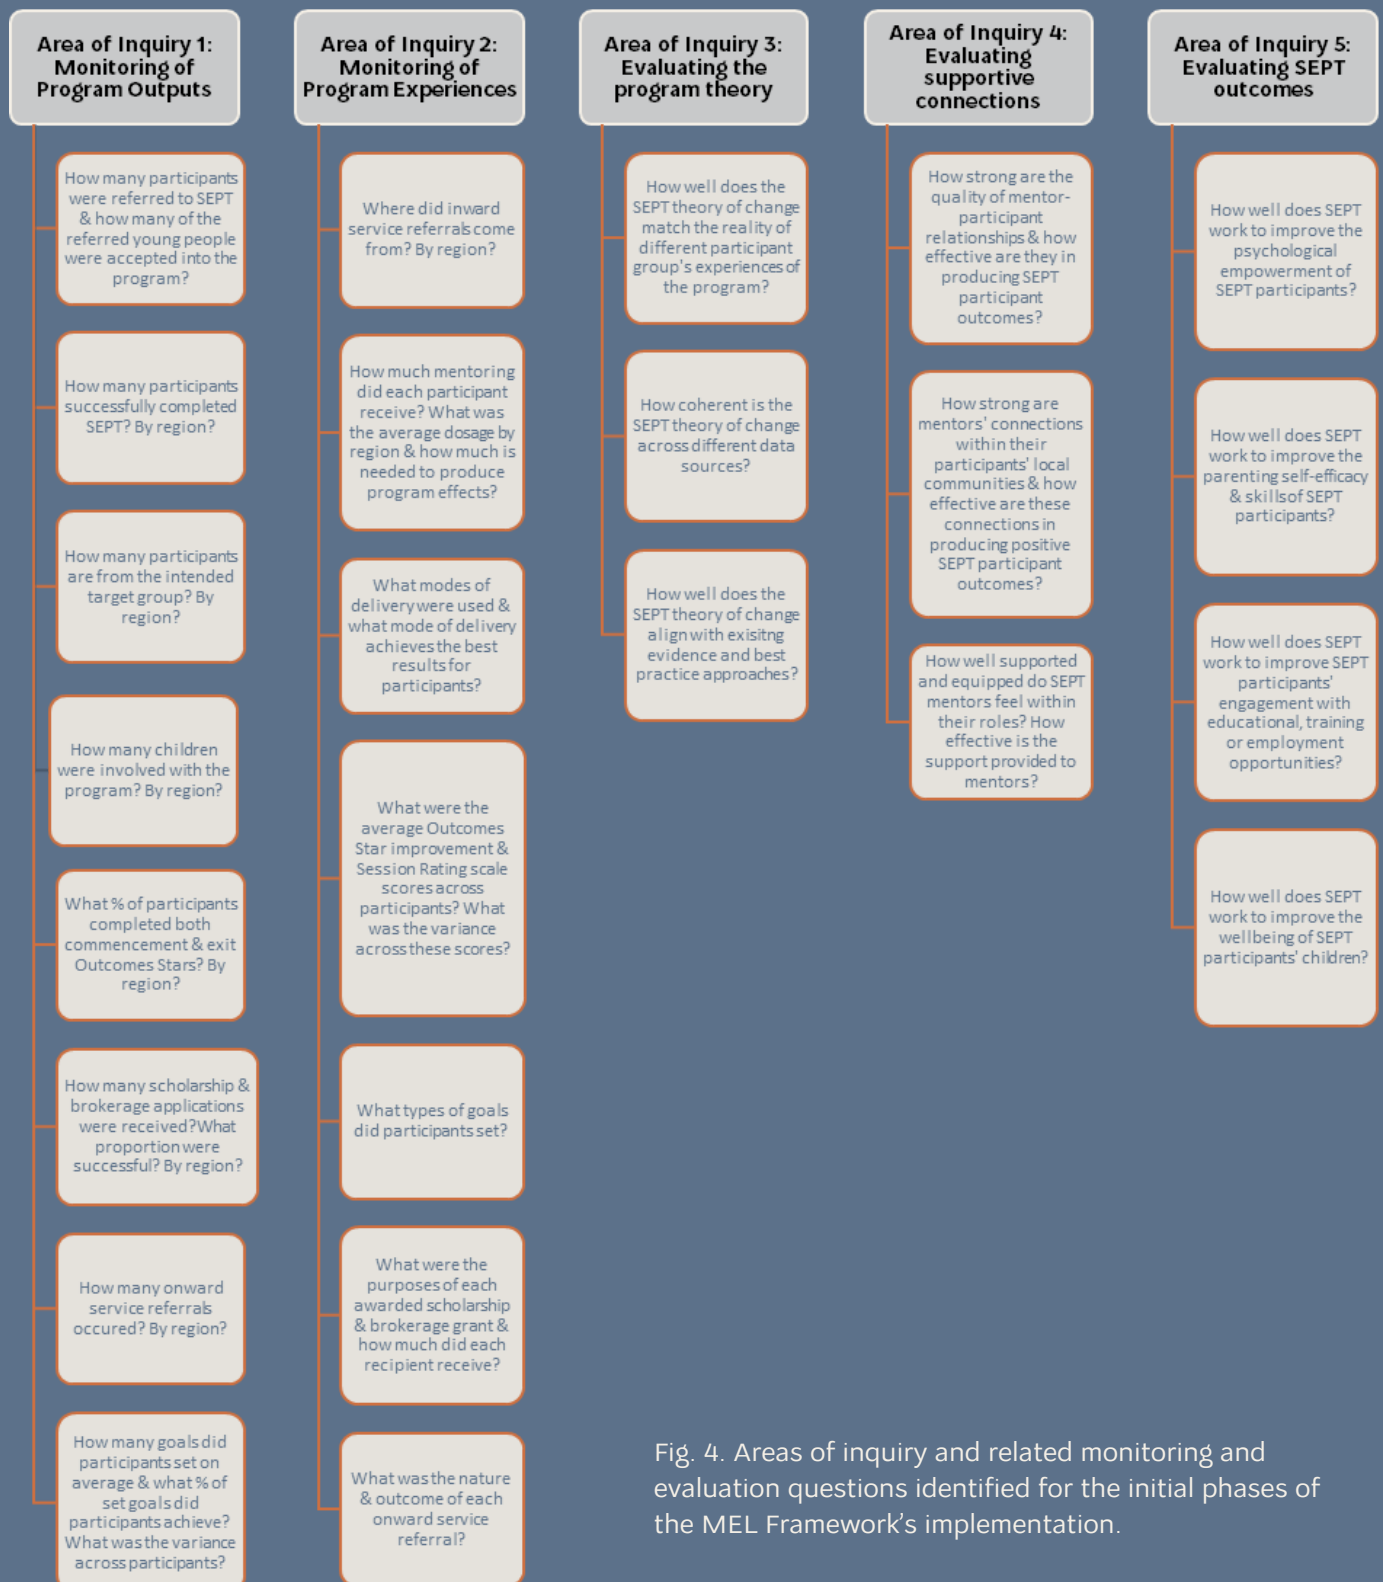 Area of Inquiry 1:
Monitoring of
Program Outputs
How many participants
were referred to SEPT
& how many of the
referred young people
were accepted into the
program?
How many participants
successfully completed
SEPT? By region?
How many participants
are from the intended
target group? By
region?
How many children
were involved with the
program? By region?
What % of participants
completed both
commencement & exit
Outcomes Stars? By
region?
How many scholarship &
brokerage applications
were received?What
proportion were
successful? By region?
How many onward
service referrals
occured? By region?
How many goals did
participants set on
average & what % of
set goals did
participants achieve?
What was the variance
across participants?
Area of Inquiry 2:
Monitoring of
Program Experiences
Where did inward
service referrals come
from? By region?
How much mentoring
did each participant
receive? What was
the average dosage by
region & how much is
needed to produce
program effects?
What modes of
delivery were used &
what mode of delivery
achieves the best
results for
participants?
What were the
average Outcomes
Star improvement &
Session Rating scale
scores across
participants? What
was the variance
across these scores?
What types of goals
did participants set?
What were the
purposes of each
awarded scholarship
& brokerage grant &
how much did each
recipient receive?
What was the nature
& outcome of each
onward service
referral?
Area of Inquiry 3:
Evaluating the
program theory
How well does the
SEPT theory of change
match the reality of
different participant
group's experiences of
the program?
How coherent is the
SEPT theory of change
across different data
sources?
How well does the
SEPT theory of change
align with exisitng
evidence and best
practice approaches?
Area of Inquiry 4:
Evaluating
supportive
connections
How strong are the
quality of mentor-
participant
relationships & how
effective are they in
producing SEPT
participant
outcomes?
How strong are
mentors' connections
within their
participants' local
communities & how
effective are these
connections in
producing positive
SEPT participant
outcomes?
How well supported
and equipped do SEPT
mentors feel within
their roles? How
effective is the
support provided to
mentors?
Area of Inquiry 5:
Evaluating SEPT
outcomes
How well does SEPT
work to improve the
psychological
empowerment of
SEPT participants?
How well does SEPT
work to improve the
parenting self-efficacy
& skills of SEPT
participants?
How well does SEPT
work to improve SEPT
participants'
engagement with
educational, training
or employment
opportunities?
How well does SEPT
work to improve the
wellbeing of SEPT
participants' children?
Fig. 4. Areas of inquiry and related monitoring and
evaluation questions identified for the initial phases of
the MEL Framework’s implementation.